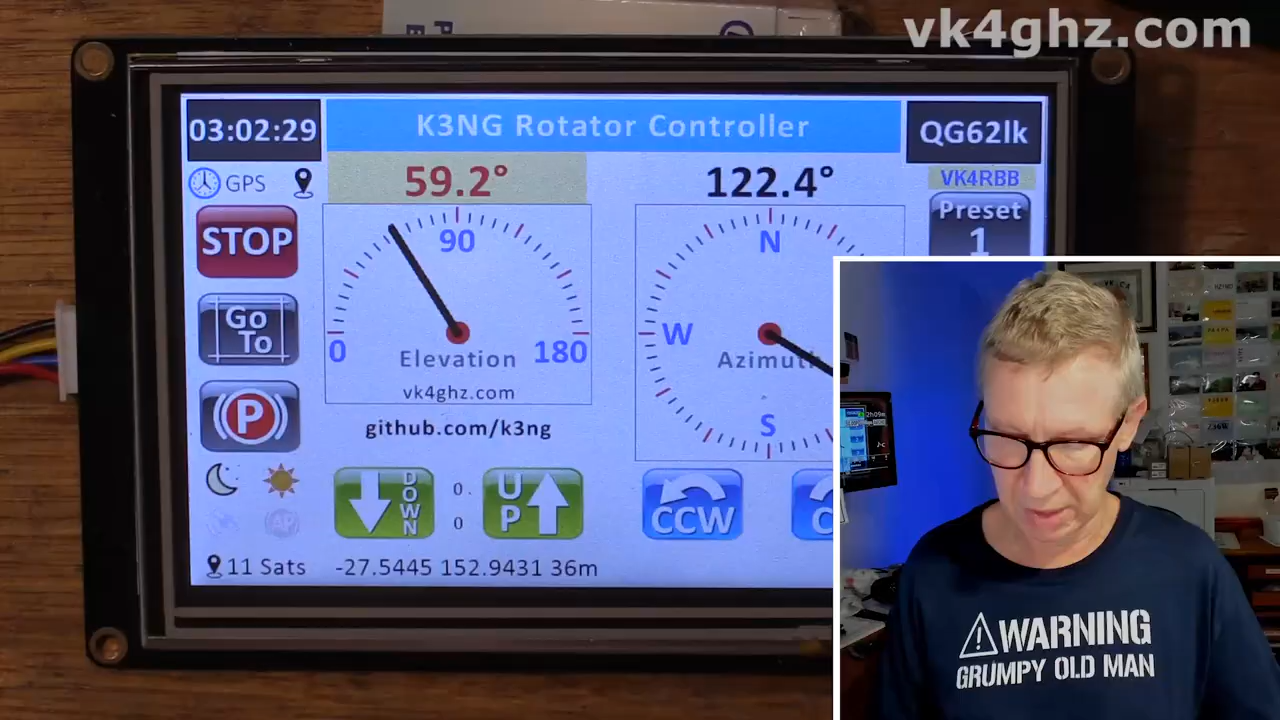 vk4ghz.com
03:02:29
K3NG Rotator Controller
QG62lk
GPS
59.2°
122.4°
VK4RBB
STOP
Preset
1
90
0
180
Elevation
vk4ghz.com
N
W
S
Azimuth
Go
To
P
github.com/k3ng
DOWN
0.
0
UP
CCW
C
AP
11 Sats
-27.5445 152.9431 36m
WARNING
GRUMPY OLD MAN